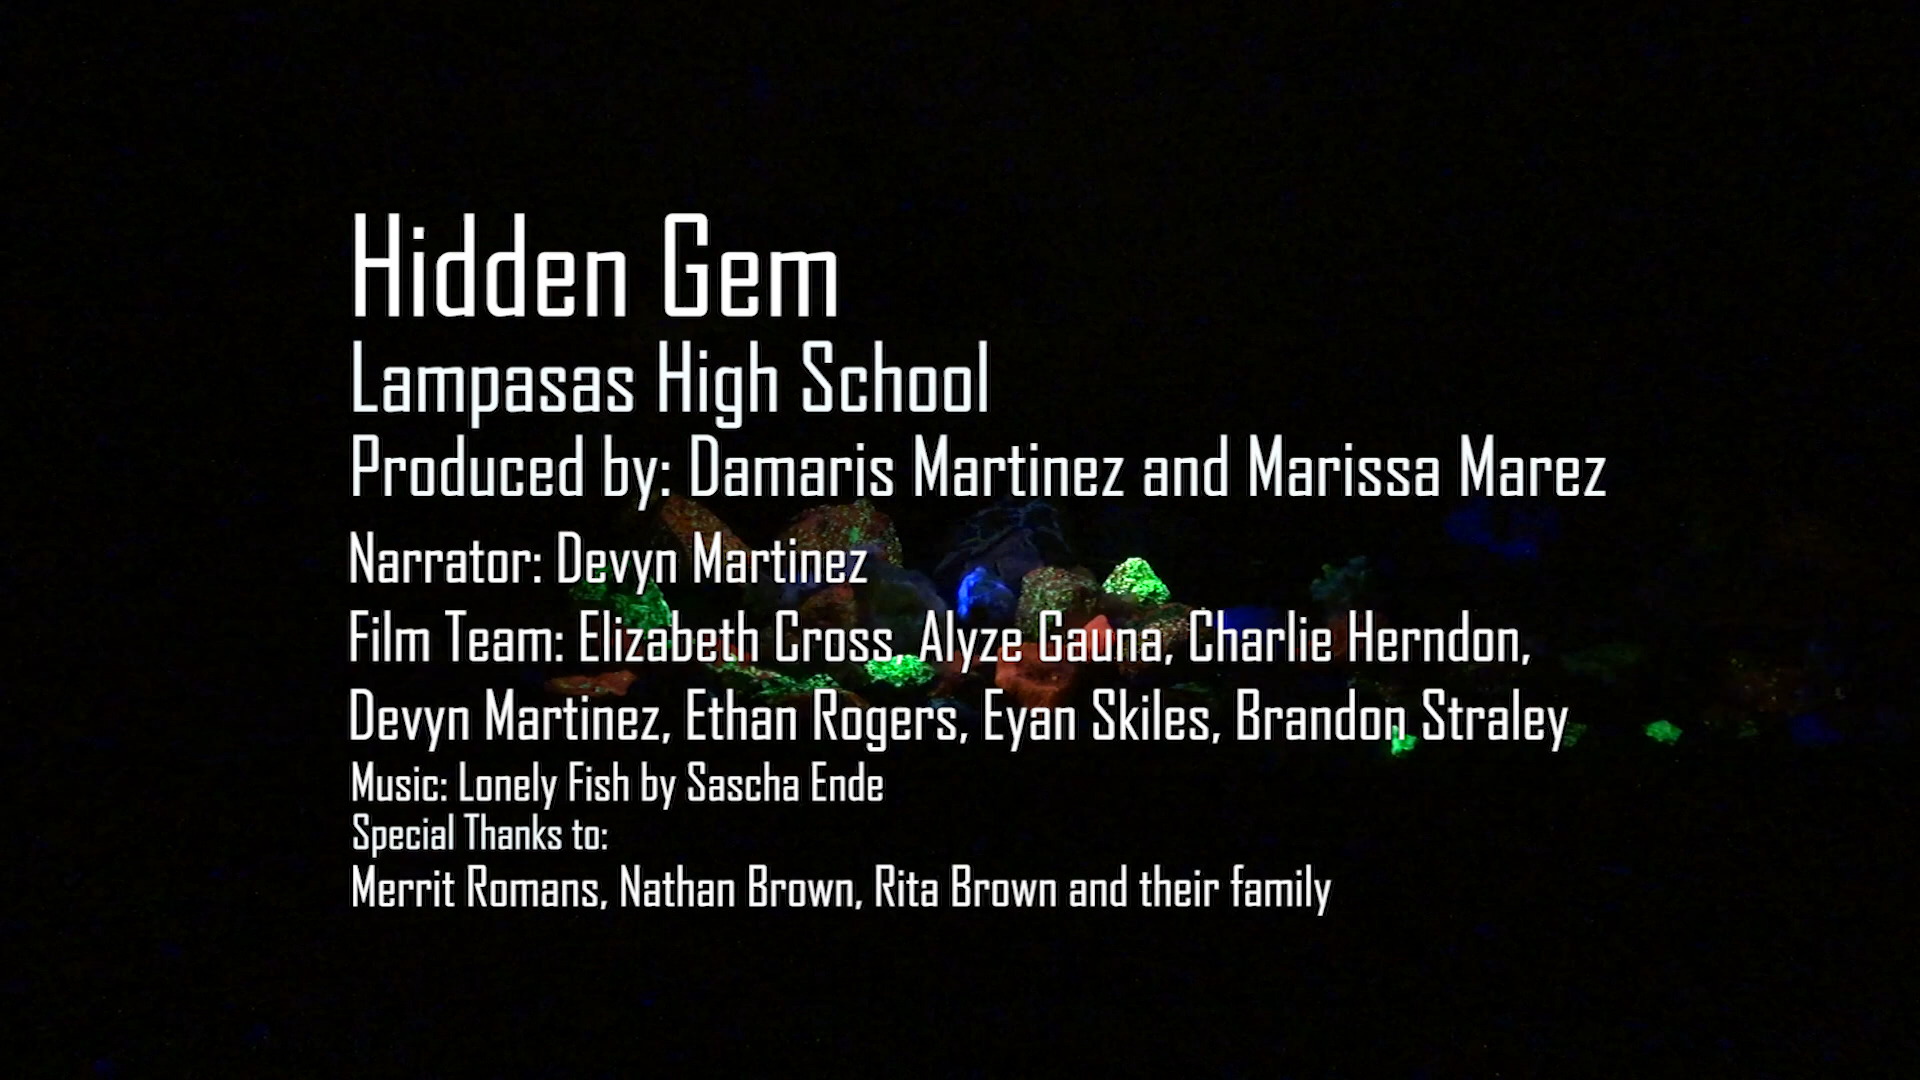 Hidden Gem
Lampasas High School
Produced by: Damaris Martinez and Marissa Marez
Narrator: Devyn Martinez
Film Team: Elizabeth Cross, Alyze Gauna, Charlie Herndon,
Devyn Martinez, Ethan Rogers, Eyan Skiles, Brandon Straley
Music: Lonely Fish by Sascha Ende
Special Thanks to:
Merrit Romans, Nathan Brown, Rita Brown and their family